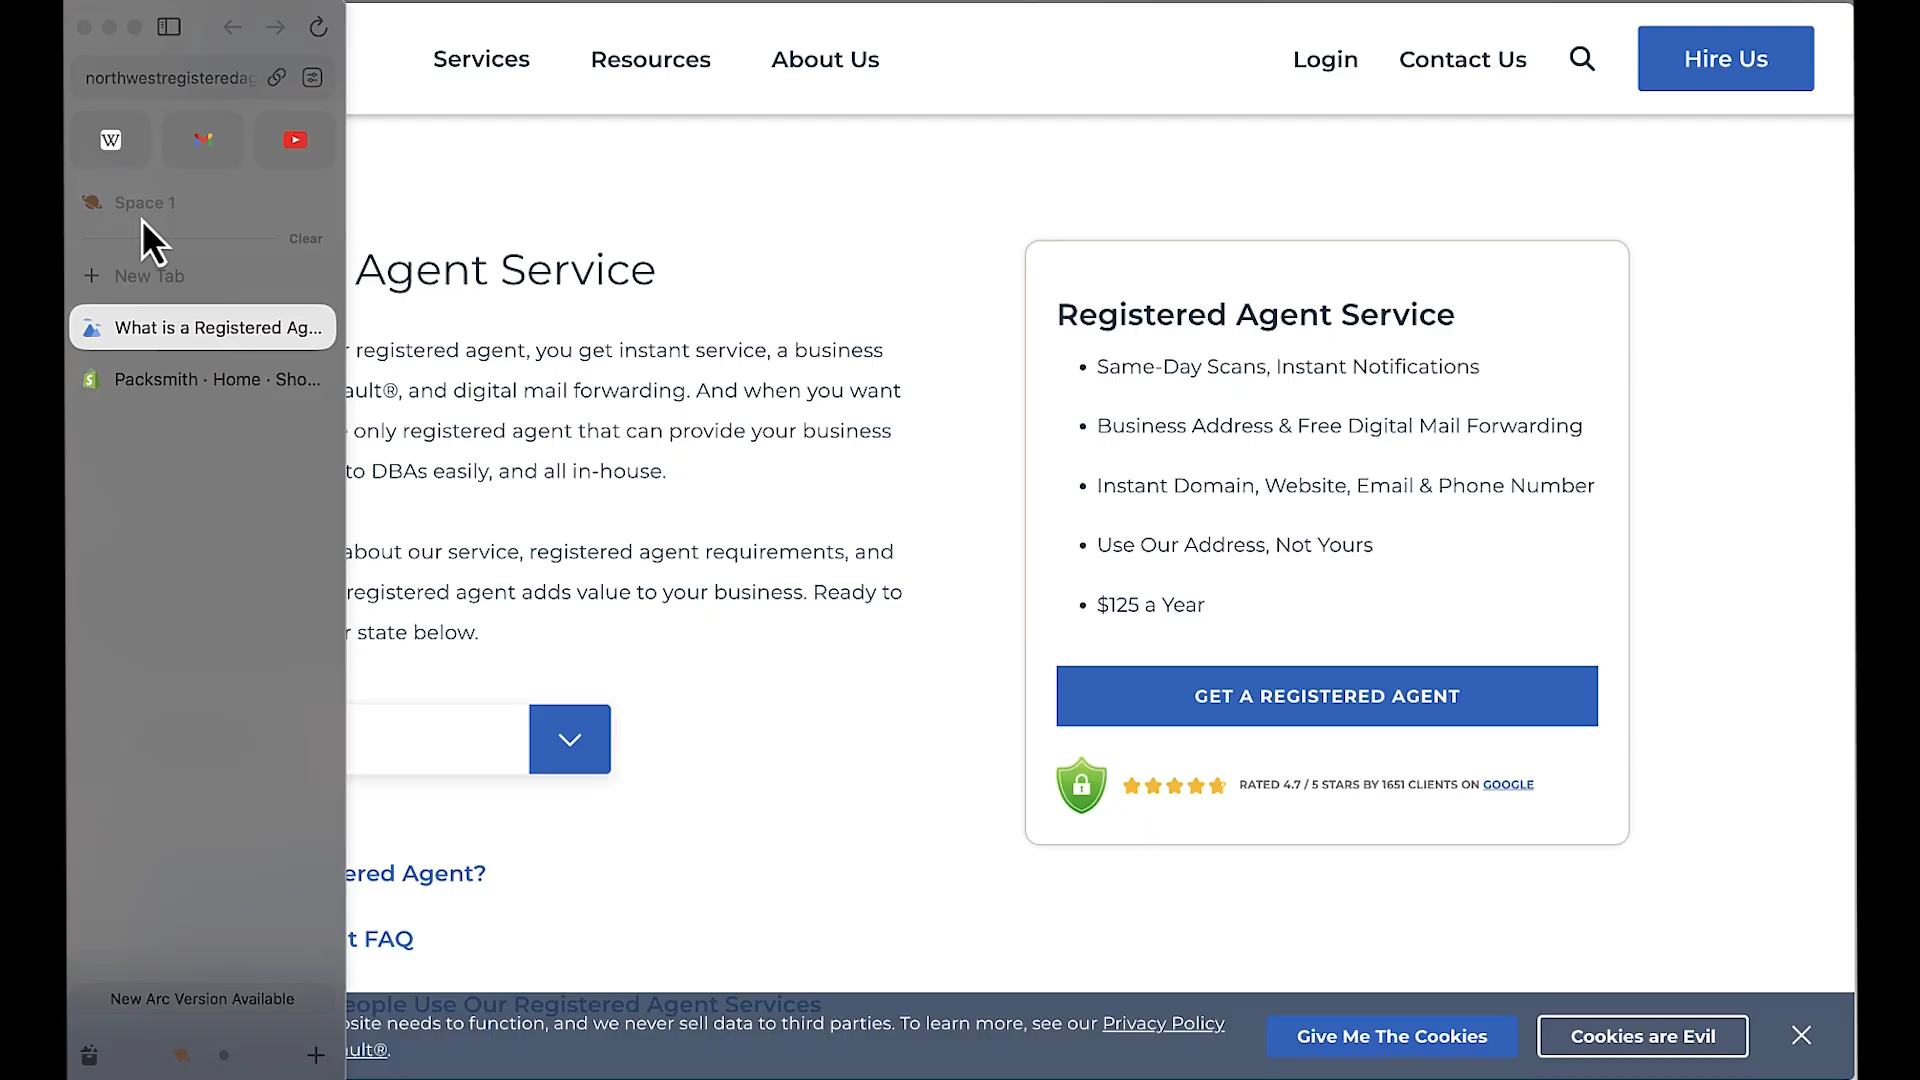 Services
Resources
About Us
Login
Contact Us
Hire Us
northwestregistereda
W
Space 1
Clear
New Tab
What is a Registered Ag...
Packsmith · Home · Sho...
New Arc Version Available
Agent Service
registered agent, you get instant service, a business
ault®, and digital mail forwarding. And when you want
only registered agent that can provide your business
to DBAs easily, and all in-house.
about our service, registered agent requirements, and
registered agent adds value to your business. Ready to
state below.
ered Agent?
t FAQ
eople Use Our Registered Agent Services
Registered Agent Service
• Same-Day Scans, Instant Notifications
• Business Address & Free Digital Mail Forwarding
• Instant Domain, Website, Email & Phone Number
• Use Our Address, Not Yours
• $125 a Year
GET A REGISTERED AGENT
RATED 4.7 / 5 STARS BY 1651 CLIENTS ON GOOGLE
site needs to function, and we never sell data to third parties. To learn more, see our Privacy Policy
ult®.
Give Me The Cookies
Cookies are Evil